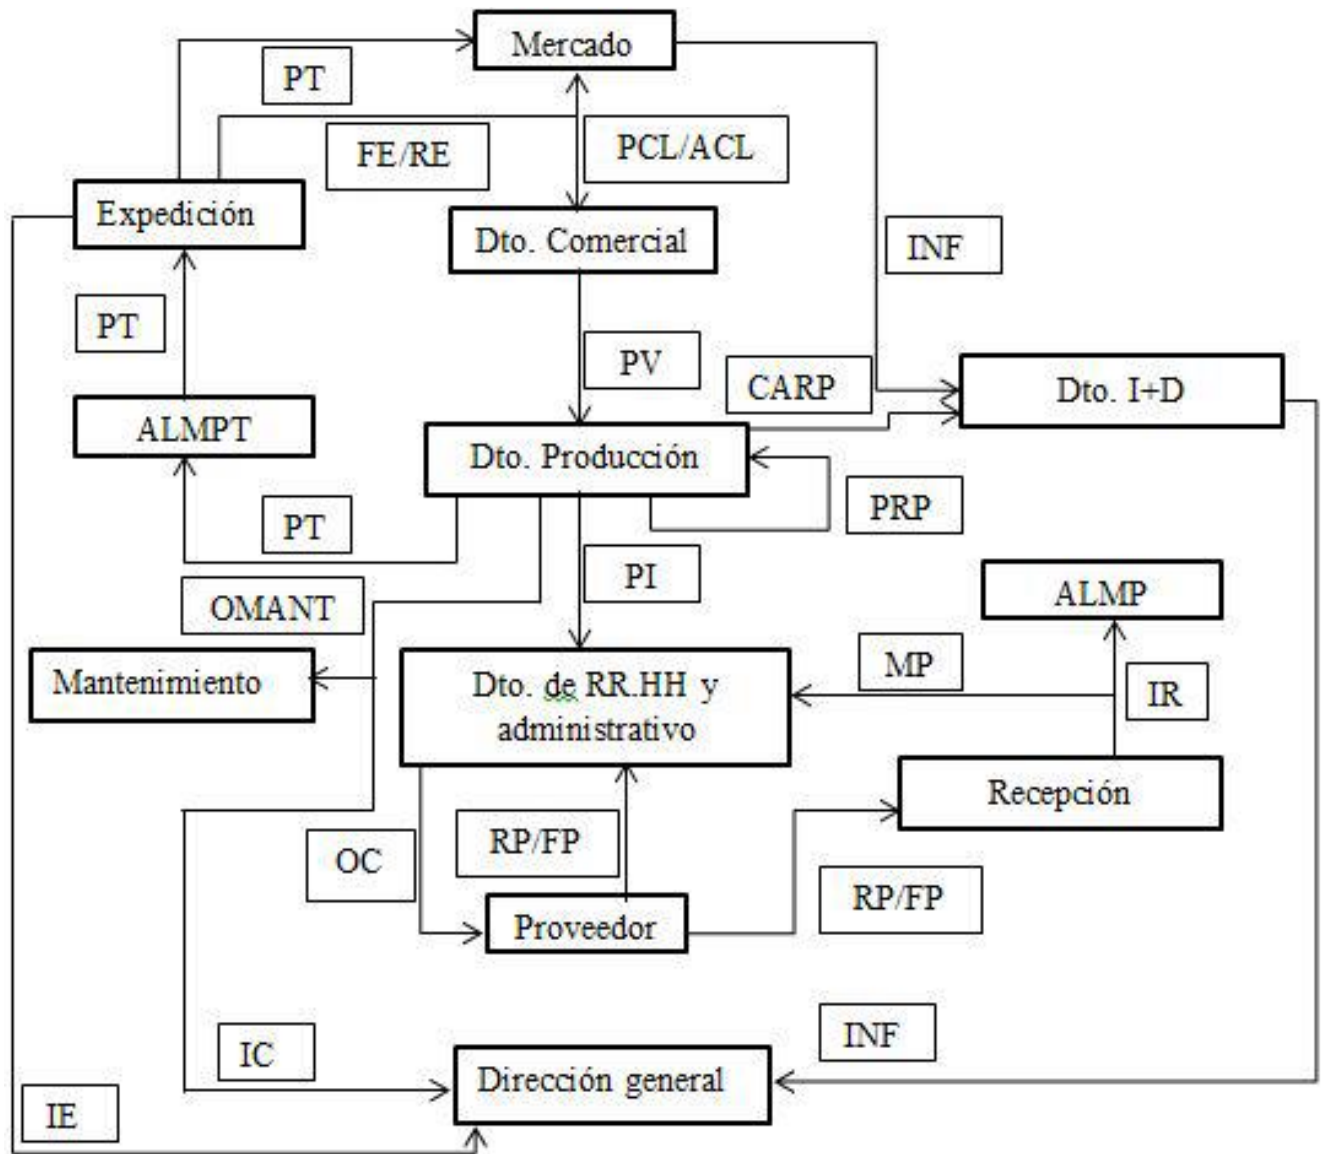 Mercado
PT
FE/RE
PCL/ACL
Expedición
Dto. Comercial
INF
PT
PV
CARP
Dto. I+D
ALMPT
Dto. Producción
PRP
PT
PI
ALMP
OMANT
Mantenimiento
Dto. de RR.HH y
administrativo
MP
IR
Recepción
OC
RP/FP
RP/FP
Proveedor
INF
IC
Dirección general
IE